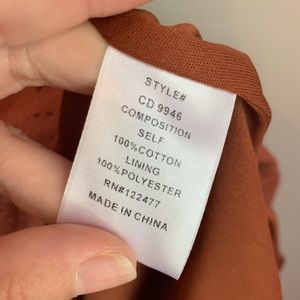 STYLE#
CD 9946
COMPOSITION
SELF
100%COTTON
LINING
100%POLYESTER
RN#122477
MADE IN CHINA